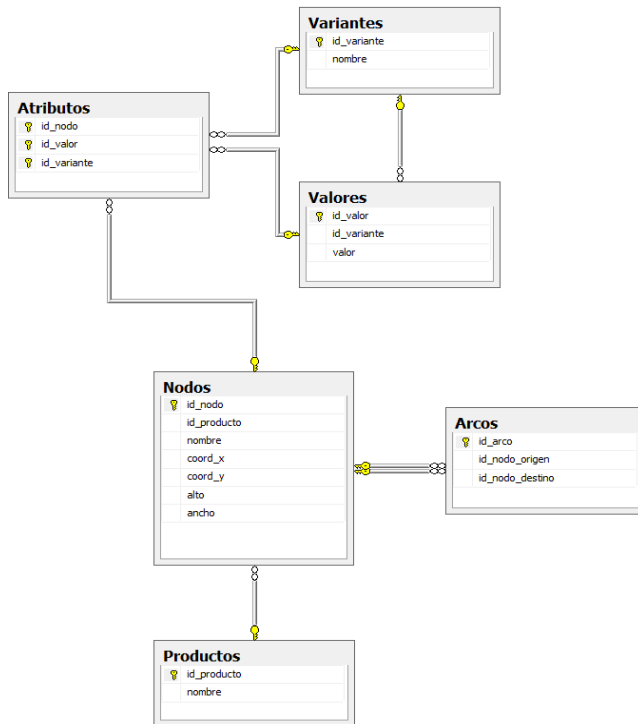 Variantes
id_variante
nombre
Atributos
id_nodo
id_valor
id_variante
Valores
id_valor
id_variante
valor
Nodos
id_nodo
id_producto
nombre
coord_x
coord_y
alto
ancho
Arcos
id_arco
id_nodo_origen
id_nodo_destino
Productos
id_producto
nombre